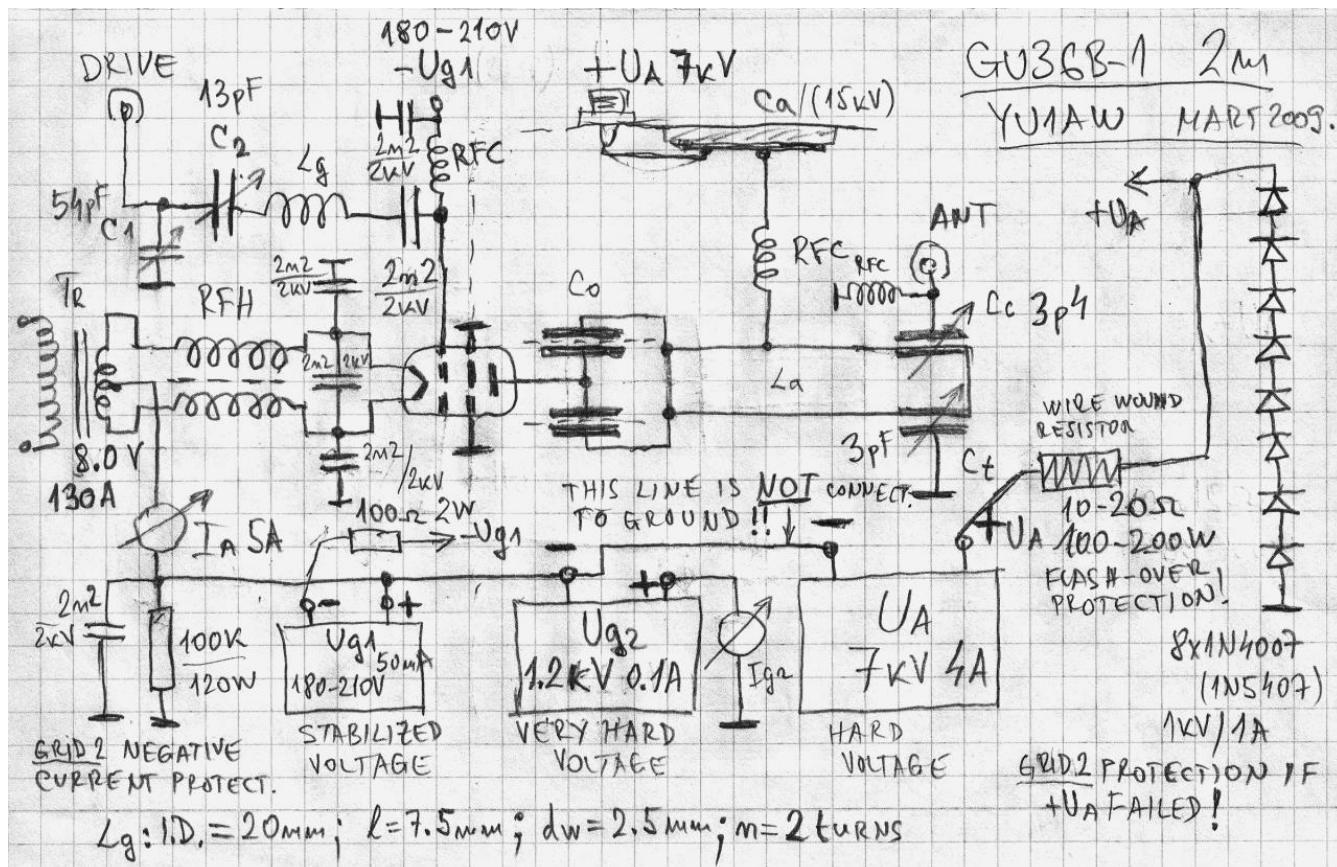 180-210V
-Ug1
DRIVE
+UA 7kV
Ca/(15kV)
GU36B-1 2m
YU1AW MART 2009.
13pF
C2
Lg
2m2
2kV
RFC
54pF
C1
+UA
ANT
RFC
RFC
2m2
2kV
2m2
2kV
Co
Cc 3p4
TR
RFH
2m2 2kV
La
WIRE WOUND
RESISTOR
8.0V
130A
2m2
/2kV
3pF
Ct
THIS LINE IS NOT CONNECT.
TO GROUND!!
10-20Ω
100-200W
FLASH-OVER
PROTECTION!
100Ω 2W
-Ug1
IA 5A
-
-
+UA
2m2
2kV
100K
120W
- +
Ug1
50mA
180-210V
+
Ug2
1.2kV 0.1A
Ig2
UA
7kV 4A
8x1N4007
(1N5407)
1kV/1A
STABILIZED
VOLTAGE
VERY HARD
VOLTAGE
HARD
VOLTAGE
GRID2 NEGATIVE
CURRENT PROTECT.
GRID2 PROTECTION IF
+UA FAILED!
Lg: I.D. = 20mm; l=7.5mm; dw=2.5mm; n=2 tURNS